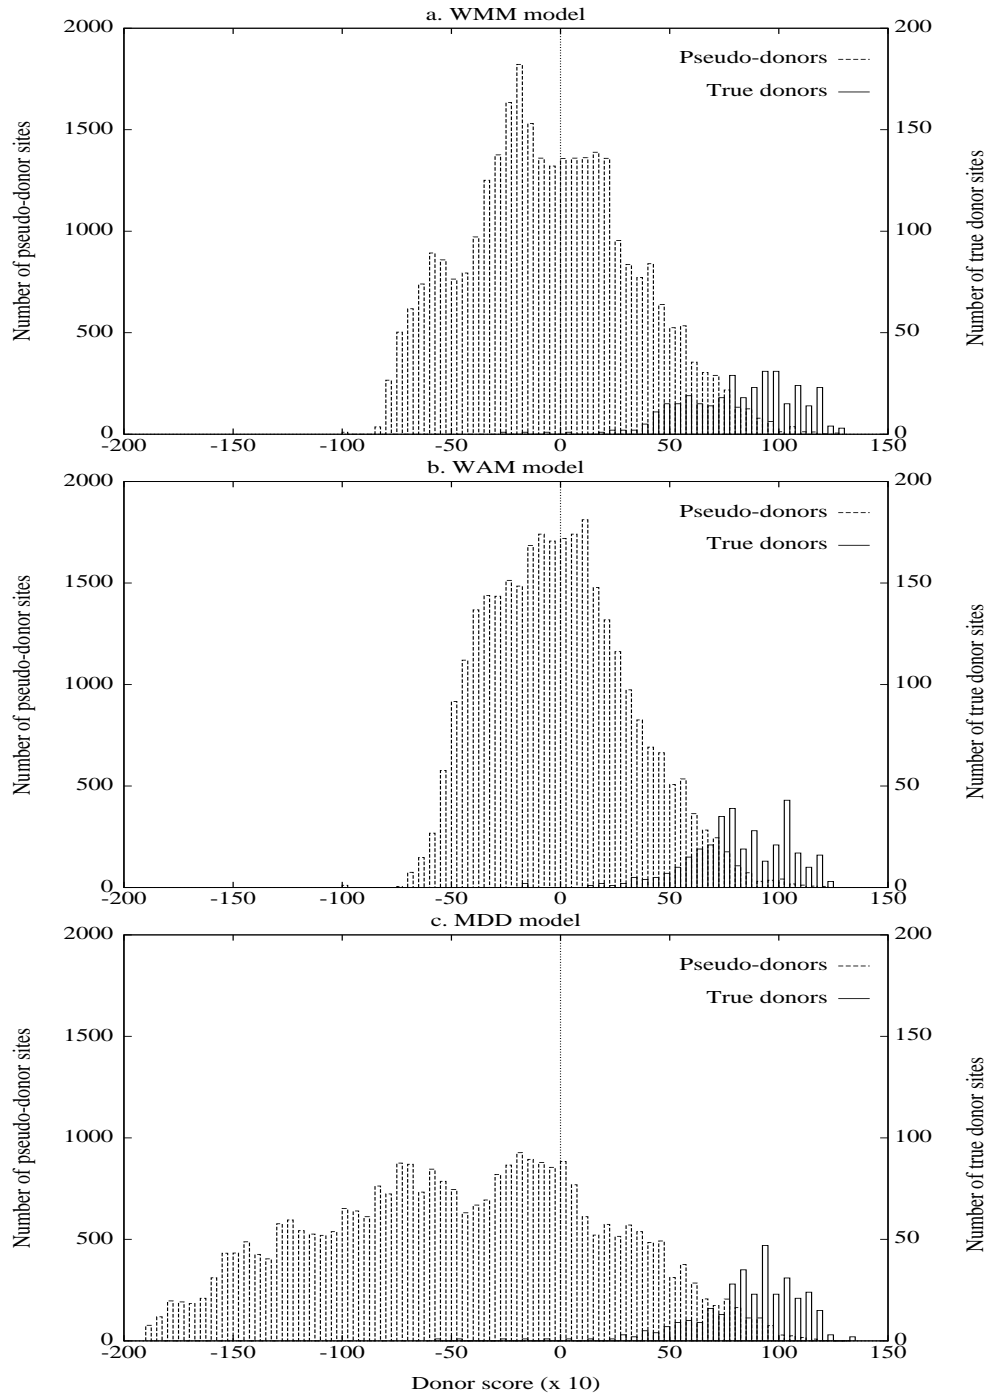 a. WMM model
2000
200
Pseudo-donors
True donors
1500
150
1000
100
500
50
0
0
-200 -150 -100 -50 0 50 100 150
Number of pseudo-donor sites
Number of true donor sites
b. WAM model
2000
200
Pseudo-donors
True donors
1500
150
1000
100
500
50
0
0
-200 -150 -100 -50 0 50 100 150
Number of pseudo-donor sites
Number of true donor sites
c. MDD model
2000
200
Pseudo-donors
True donors
1500
150
1000
100
500
50
0
0
-200 -150 -100 -50 0 50 100 150
Number of pseudo-donor sites
Number of true donor sites
Donor score (x 10)